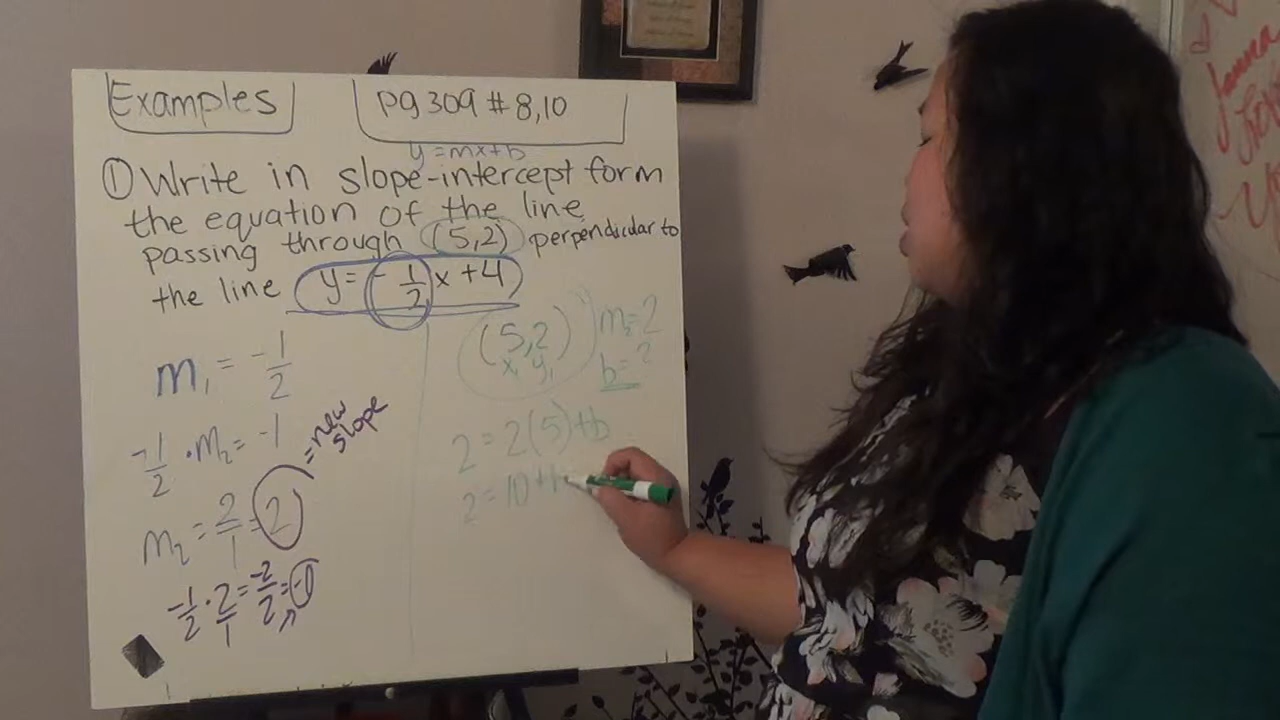 Examples
pg 309 # 8,10
y=mx+b
① Write in slope-intercept form
the equation of the line
passing through (5,2) perpendicular to
the line y= -1/2 x +4
m₁ = -1/2
-1/2 · m₂ = -1
= new slope
m₂ = 2/1 = 2
-1/2 · 2/1 = -2/2 = -1
(5,2) m=2
x, y, b=?
2 = 2(5)+b
2 = 10 +